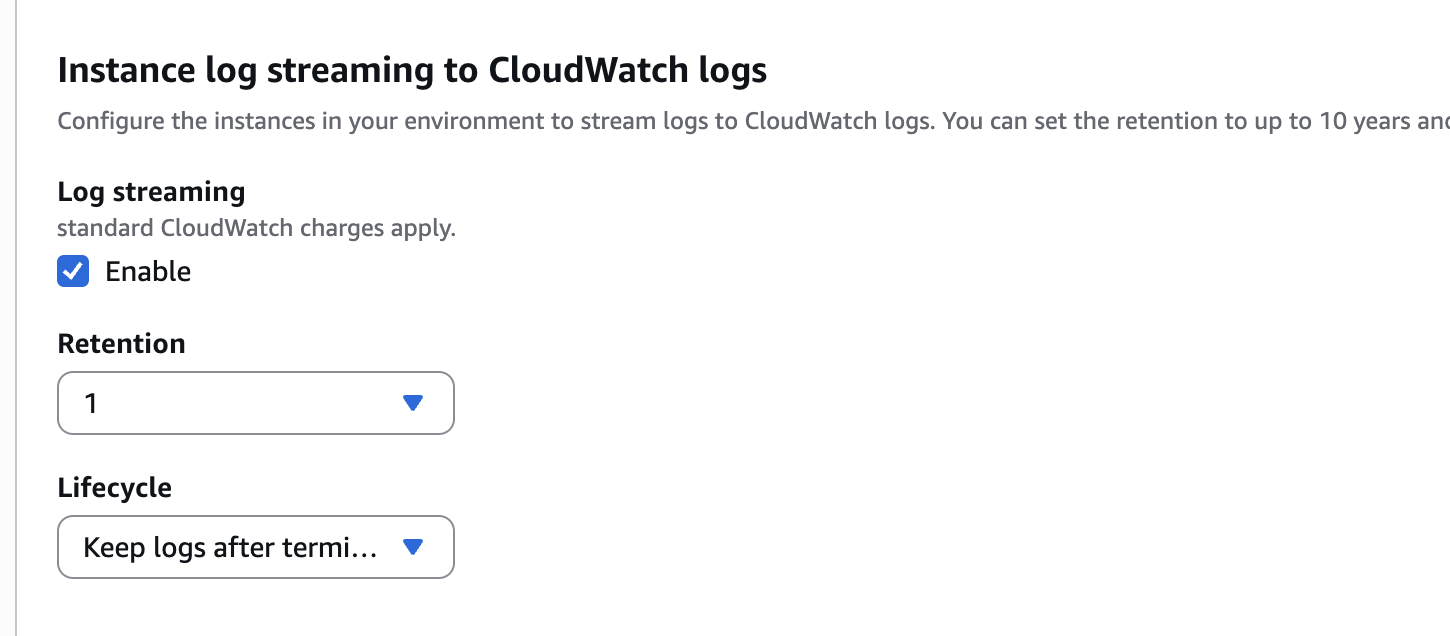 Instance log streaming to CloudWatch logs
Configure the instances in your environment to stream logs to CloudWatch logs. You can set the retention to up to 10 years
Log streaming
standard CloudWatch charges apply.
Enable
Retention
1
Lifecycle
Keep logs after termi...